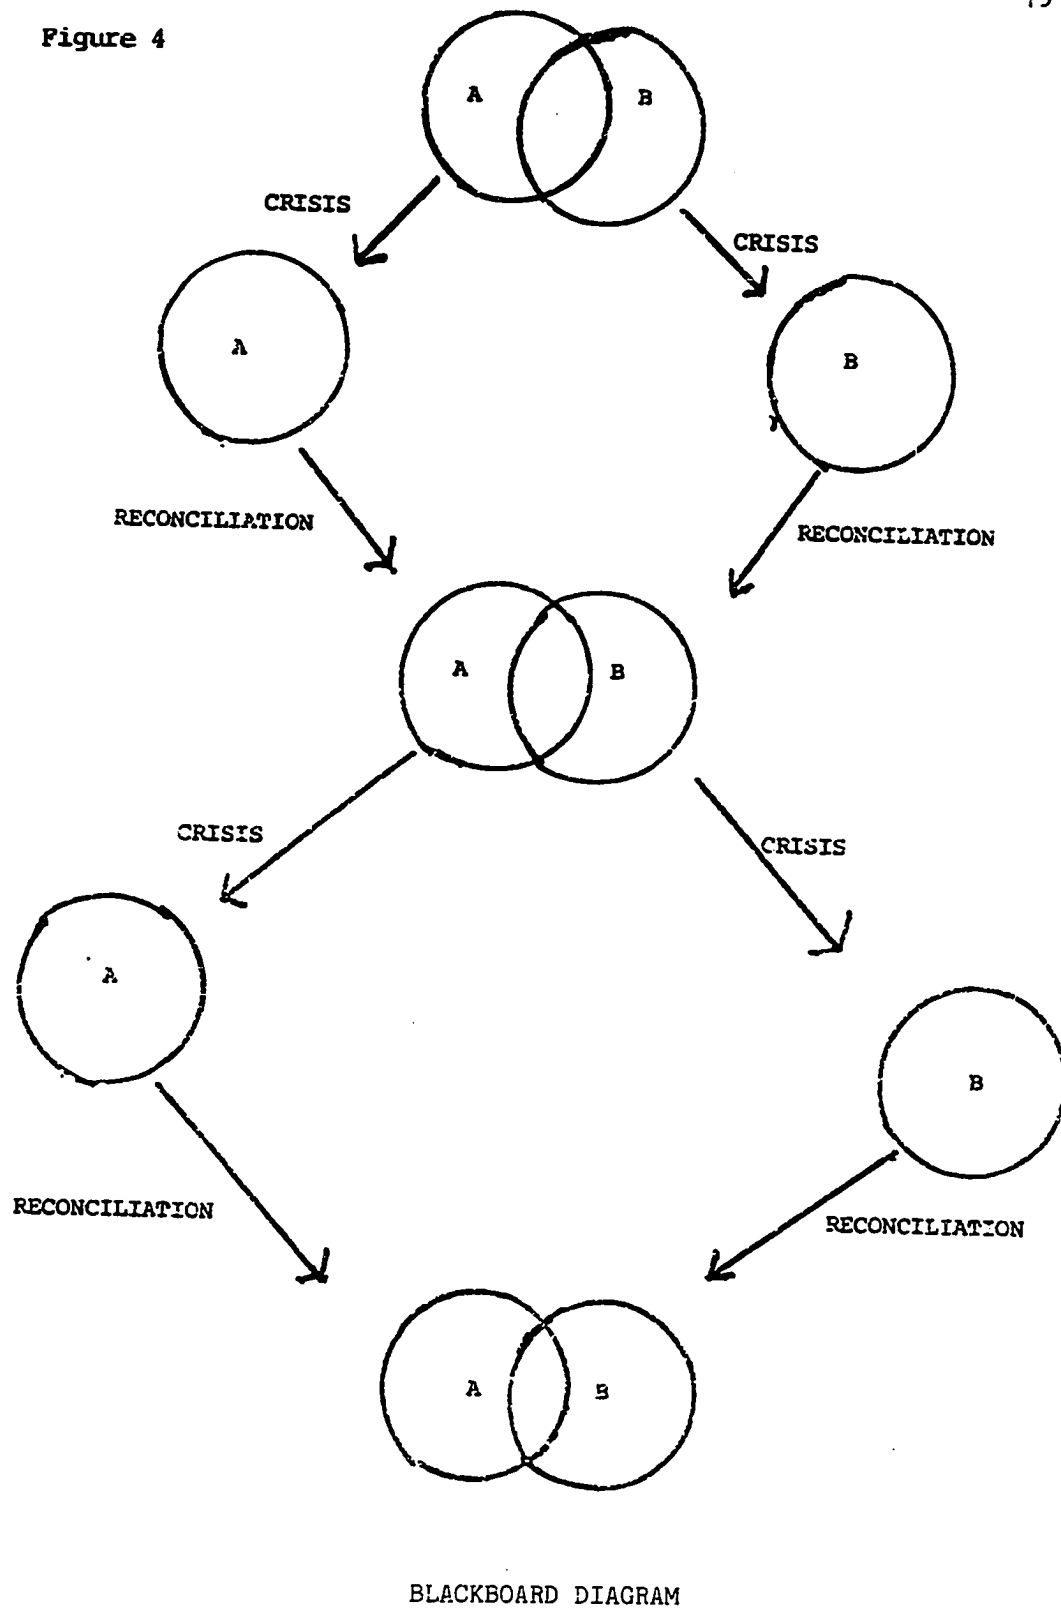 Figure 4
A
B
CRISIS
CRISIS
A
B
RECONCILIATION
RECONCILIATION
A
B
CRISIS
CRISIS
A
B
RECONCILIATION
RECONCILIATION
A
B
BLACKBOARD DIAGRAM